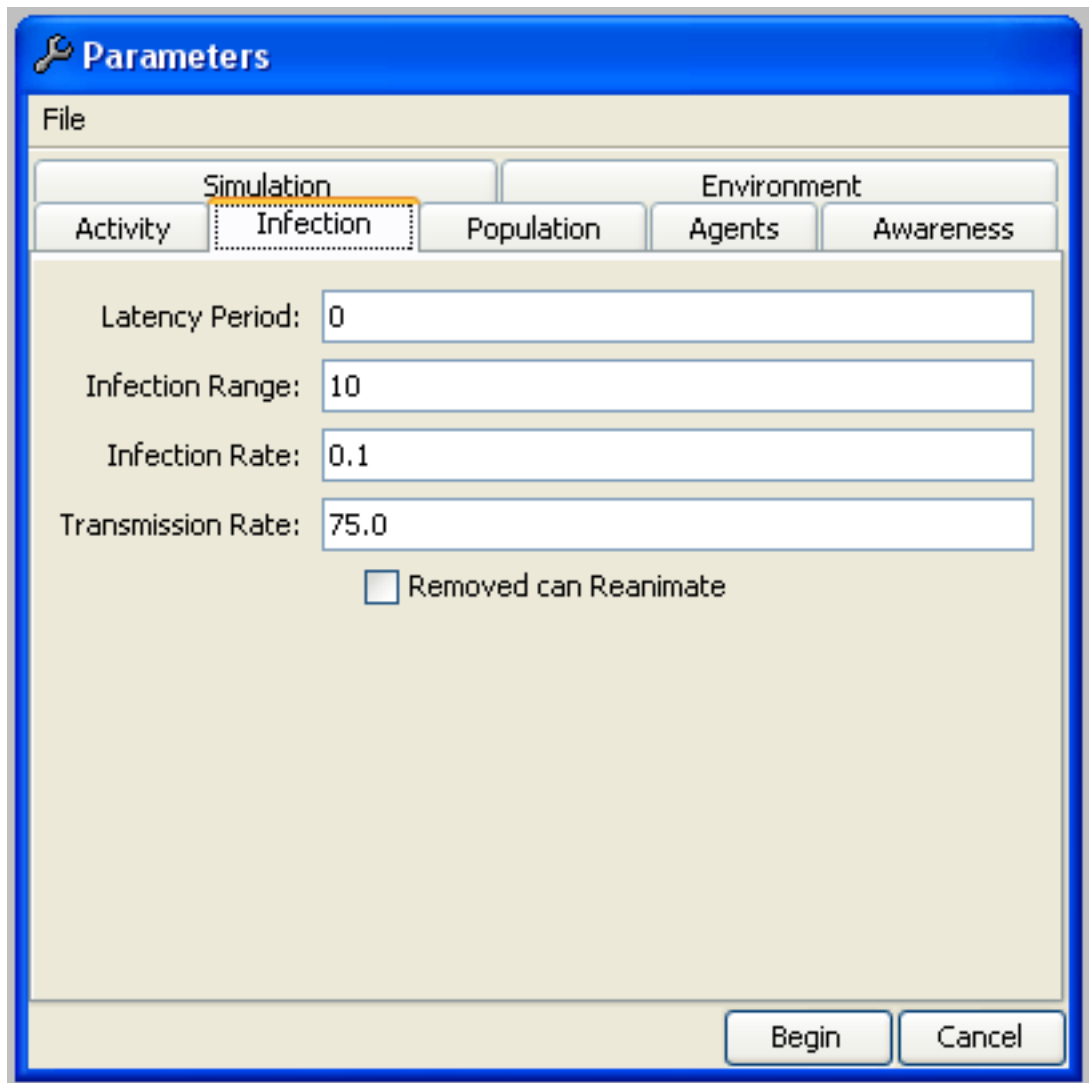 Parameters
File
Simulation Environment
Activity Infection Population Agents Awareness
Latency Period: 0
Infection Range: 10
Infection Rate: 0.1
Transmission Rate: 75.0
Removed can Reanimate
Begin Cancel